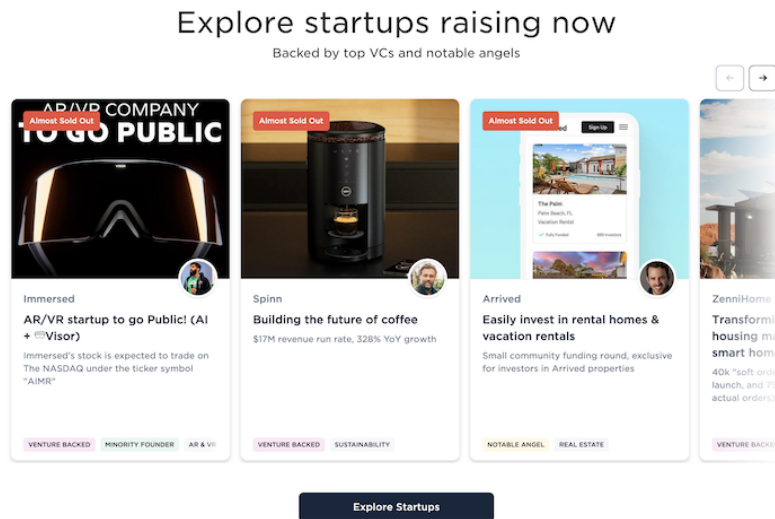 Explore startups raising now
Backed by top VCs and notable angels
Almost Sold Out
AR/VR COMPANY
TO GO PUBLIC
Immersed
AR/VR startup to go Public! (AI
+ Visor)
Immersed's stock is expected to trade on
The NASDAQ under the ticker symbol
"AIMR"
VENTURE BACKED MINORITY FOUNDER AR & VR
Almost Sold Out
Spinn
Building the future of coffee
$17M revenue run rate, 328% YoY growth
VENTURE BACKED SUSTAINABILITY
Almost Sold Out
Sign Up
The Palm
Palm Beach, FL
Vacation Rental
Fully Funded
Arrived
Easily invest in rental homes &
vacation rentals
Small community funding round, exclusive
for investors in Arrived properties
NOTABLE ANGEL REAL ESTATE
ZenniHome
Transformi
housing ma
smart hom
40k "soft orde
launch, and 7
actual orders)
VENTURE BACKE
Explore Startups